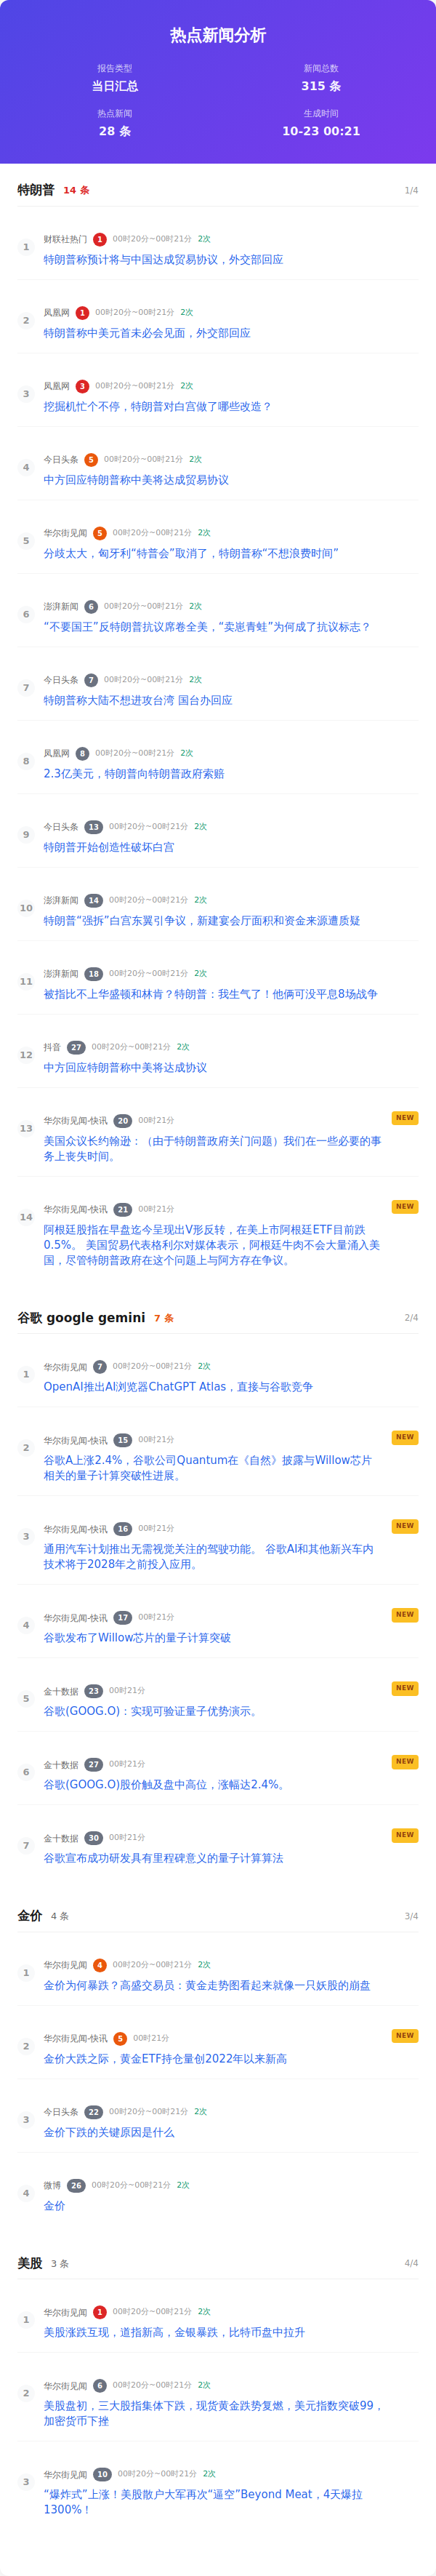 热点新闻分析
报告类型
当日汇总
新闻总数
315 条
热点新闻
28 条
生成时间
10-23 00:21
特朗普 14 条 1/4
1 财联社热门 1 00时20分~00时21分 2次
特朗普称预计将与中国达成贸易协议，外交部回应
2 凤凰网 1 00时20分~00时21分 2次
特朗普称中美元首未必会见面，外交部回应
3 凤凰网 3 00时20分~00时21分 2次
挖掘机忙个不停，特朗普对白宫做了哪些改造？
4 今日头条 5 00时20分~00时21分 2次
中方回应特朗普称中美将达成贸易协议
5 华尔街见闻 5 00时20分~00时21分 2次
分歧太大，匈牙利“特普会”取消了，特朗普称“不想浪费时间”
6 澎湃新闻 6 00时20分~00时21分 2次
“不要国王”反特朗普抗议席卷全美，“卖崽青蛙”为何成了抗议标志？
7 今日头条 7 00时20分~00时21分 2次
特朗普称大陆不想进攻台湾 国台办回应
8 凤凰网 8 00时20分~00时21分 2次
2.3亿美元，特朗普向特朗普政府索赔
9 今日头条 13 00时20分~00时21分 2次
特朗普开始创造性破坏白宫
10 澎湃新闻 14 00时20分~00时21分 2次
特朗普“强拆”白宫东翼引争议，新建宴会厅面积和资金来源遭质疑
11 澎湃新闻 18 00时20分~00时21分 2次
被指比不上华盛顿和林肯？特朗普：我生气了！他俩可没平息8场战争
12 抖音 27 00时20分~00时21分 2次
中方回应特朗普称中美将达成协议
13 华尔街见闻-快讯 20 00时21分 NEW
美国众议长约翰逊：（由于特朗普政府关门问题）我们在一些必要的事
务上丧失时间。
14 华尔街见闻-快讯 21 00时21分 NEW
阿根廷股指在早盘迄今呈现出V形反转，在美上市阿根廷ETF目前跌
0.5%。 美国贸易代表格利尔对媒体表示，阿根廷牛肉不会大量涌入美
国，尽管特朗普政府在这个问题上与阿方存在争议。
谷歌 google gemini 7 条 2/4
1 华尔街见闻 7 00时20分~00时21分 2次
OpenAI推出AI浏览器ChatGPT Atlas，直接与谷歌竞争
2 华尔街见闻-快讯 15 00时21分 NEW
谷歌A上涨2.4%，谷歌公司Quantum在《自然》披露与Willow芯片
相关的量子计算突破性进展。
3 华尔街见闻-快讯 16 00时21分 NEW
通用汽车计划推出无需视觉关注的驾驶功能。 谷歌AI和其他新兴车内
技术将于2028年之前投入应用。
4 华尔街见闻-快讯 17 00时21分 NEW
谷歌发布了Willow芯片的量子计算突破
5 金十数据 23 00时21分 NEW
谷歌(GOOG.O)：实现可验证量子优势演示。
6 金十数据 27 00时21分 NEW
谷歌(GOOG.O)股价触及盘中高位，涨幅达2.4%。
7 金十数据 30 00时21分 NEW
谷歌宣布成功研发具有里程碑意义的量子计算算法
金价 4 条 3/4
1 华尔街见闻 4 00时20分~00时21分 2次
金价为何暴跌？高盛交易员：黄金走势图看起来就像一只妖股的崩盘
2 华尔街见闻-快讯 5 00时21分 NEW
金价大跌之际，黄金ETF持仓量创2022年以来新高
3 今日头条 22 00时20分~00时21分 2次
金价下跌的关键原因是什么
4 微博 26 00时20分~00时21分 2次
金价
美股 3 条 4/4
1 华尔街见闻 1 00时20分~00时21分 2次
美股涨跌互现，道指新高，金银暴跌，比特币盘中拉升
2 华尔街见闻 6 00时20分~00时21分 2次
美股盘初，三大股指集体下跌，现货黄金跌势复燃，美元指数突破99，
加密货币下挫
3 华尔街见闻 10 00时20分~00时21分 2次
“爆炸式”上涨！美股散户大军再次“逼空”Beyond Meat，4天爆拉
1300%！